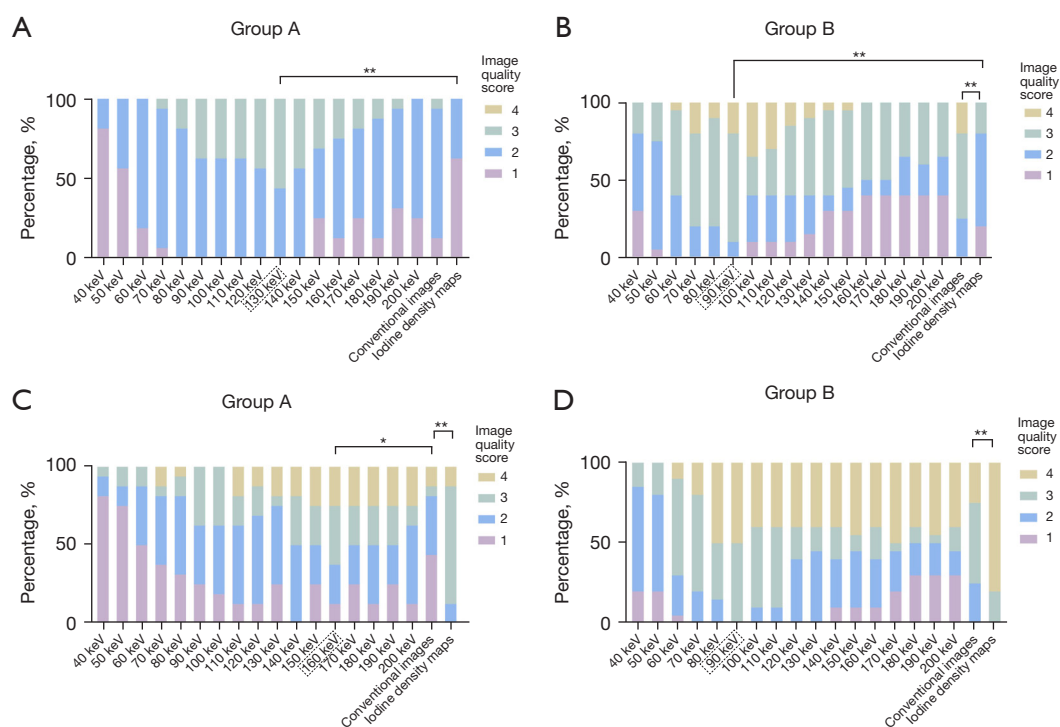 A
Group A
**
Image
quality
score
4
3
2
1
Percentage, %
100
50
0
40 keV
50 keV
60 keV
70 keV
80 keV
90 keV
100 keV
110 keV
120 keV
130 keV
140 keV
150 keV
160 keV
170 keV
180 keV
190 keV
200 keV
Conventional images
Iodine density maps
B
Group B
**
**
Image
quality
score
4
3
2
1
Percentage, %
100
50
0
40 keV
50 keV
60 keV
70 keV
80 keV
90 keV
100 keV
110 keV
120 keV
130 keV
140 keV
150 keV
160 keV
170 keV
180 keV
190 keV
200 keV
Conventional images
Iodine density maps
C
Group A
*
**
Image
quality
score
4
3
2
1
Percentage, %
100
50
0
40 keV
50 keV
60 keV
70 keV
80 keV
90 keV
100 keV
110 keV
120 keV
130 keV
140 keV
150 keV
160 keV
170 keV
180 keV
190 keV
200 keV
Conventional images
Iodine density maps
D
Group B
**
Image
quality
score
4
3
2
1
Percentage, %
100
50
0
40 keV
50 keV
60 keV
70 keV
80 keV
90 keV
100 keV
110 keV
120 keV
130 keV
140 keV
150 keV
160 keV
170 keV
180 keV
190 keV
200 keV
Conventional images
Iodine density maps